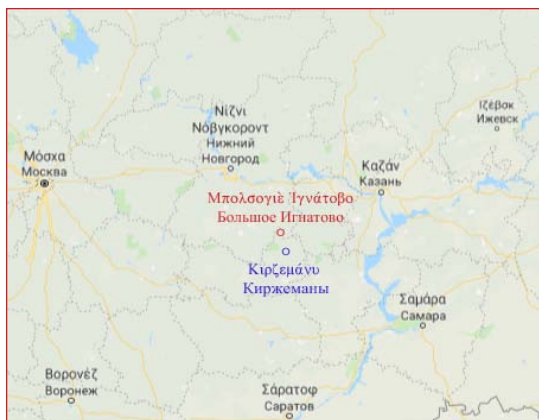 Νίζνι
Νόβγκοροντ
Нижний
Новгород
Ιζέβσκ
Ижевск
Μόσχα
Москва
Καζάν
Казань
Μπολσογιὲ Ἰγνάτοβο
Большое Игнатово
Κιρζεμάνυ
Киржеманы
Σαμάρα
Самара
Βορονέζ
Воронеж
Σάρατοφ
Саратов